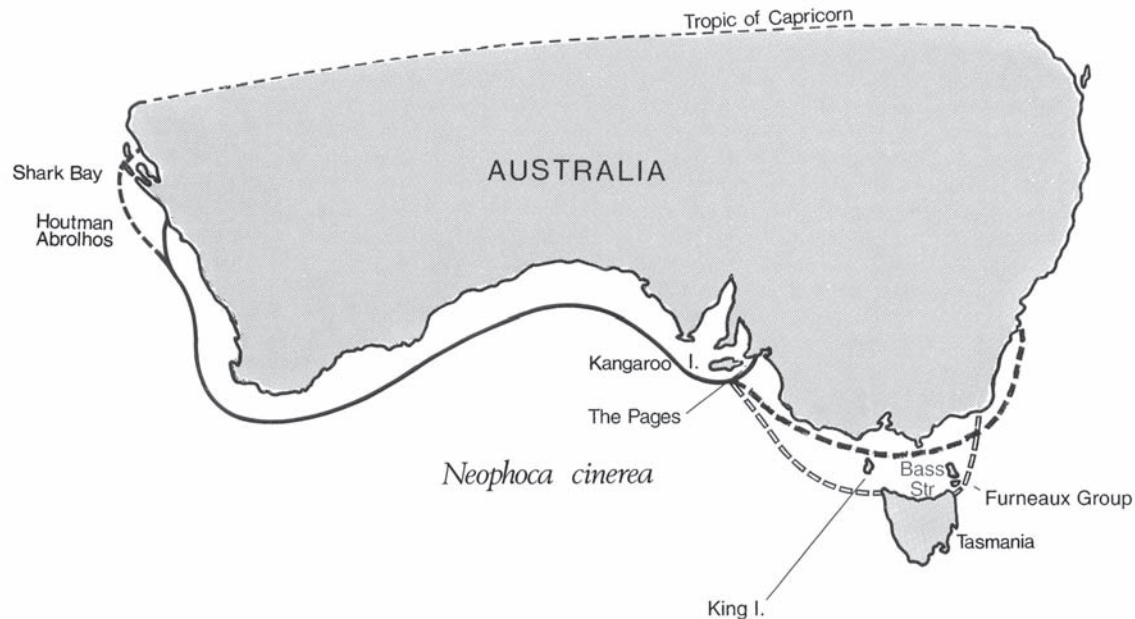 Tropic of Capricorn
AUSTRALIA
Shark Bay
Houtman
Abrolhos
Kangaroo I.
The Pages
Neophoca cinerea
Bass
Str
Furneaux Group
Tasmania
King I.